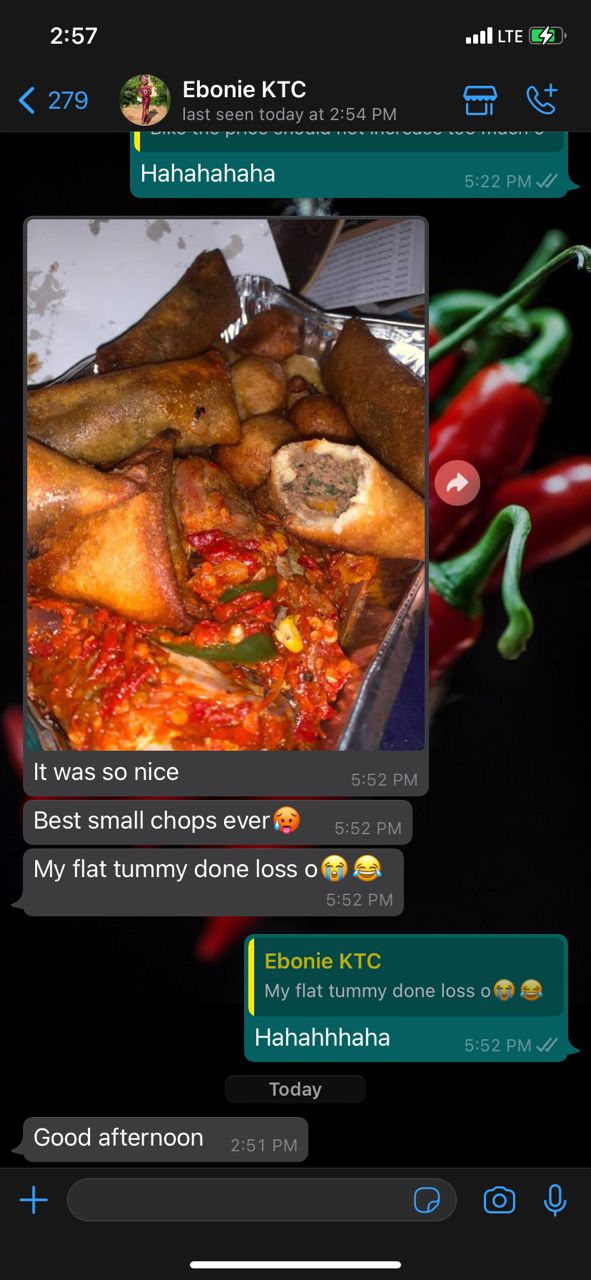 2:57
LTE
279
Ebonie KTC
last seen today at 2:54 PM
Hahahahaha
5:22 PM
It was so nice
5:52 PM
Best small chops ever🥵
5:52 PM
My flat tummy done loss o😭😂
5:52 PM
Ebonie KTC
My flat tummy done loss o😭😂
Hahahhhaha
5:52 PM
Today
Good afternoon
2:51 PM